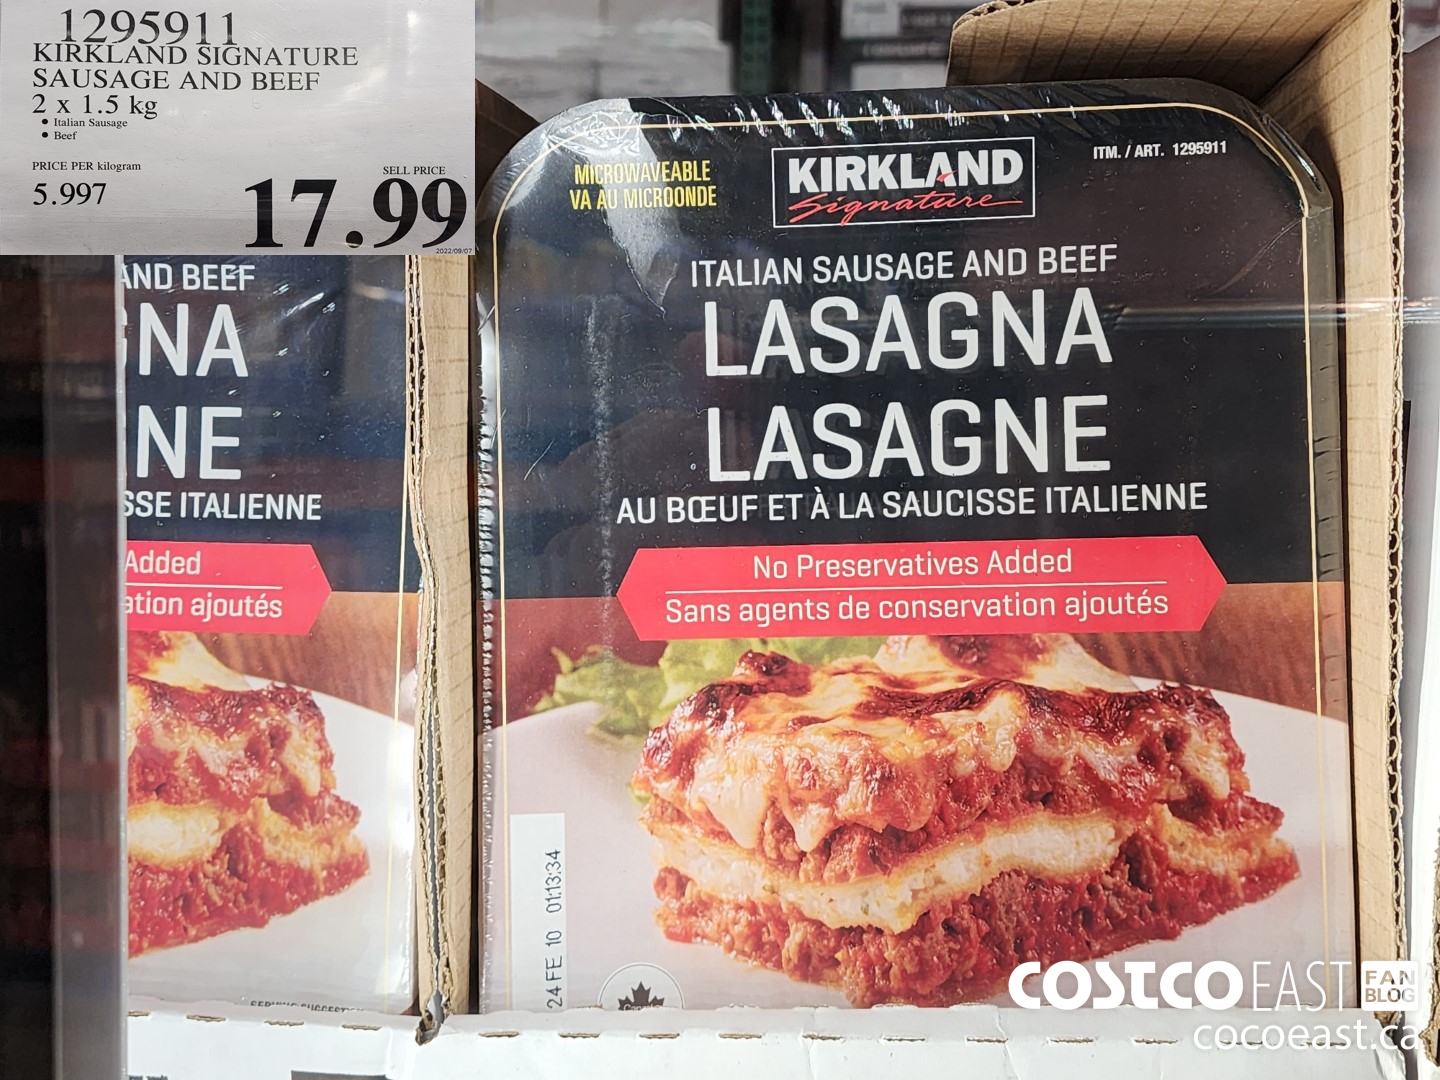 1295911
KIRKLAND SIGNATURE
SAUSAGE AND BEEF
2 x 1.5 kg
• Italian Sausage
• Beef
PRICE PER kilogram
5.997
SELL PRICE
17.99
2022/09/07
AND BEEF
NA
NE
SSE ITALIENNE
Added
ation ajoutés
MICROWAVEABLE
VA AU MICROONDE
KIRKLAND
Signature
ITM. / ART. 1295911
ITALIAN SAUSAGE AND BEEF
LASAGNA
LASAGNE
AU BŒUF ET À LA SAUCISSE ITALIENNE
No Preservatives Added
Sans agents de conservation ajoutés
24 FE 10 01:13:34
COSTCO EAST FAN BLOG
cocoeast.ca